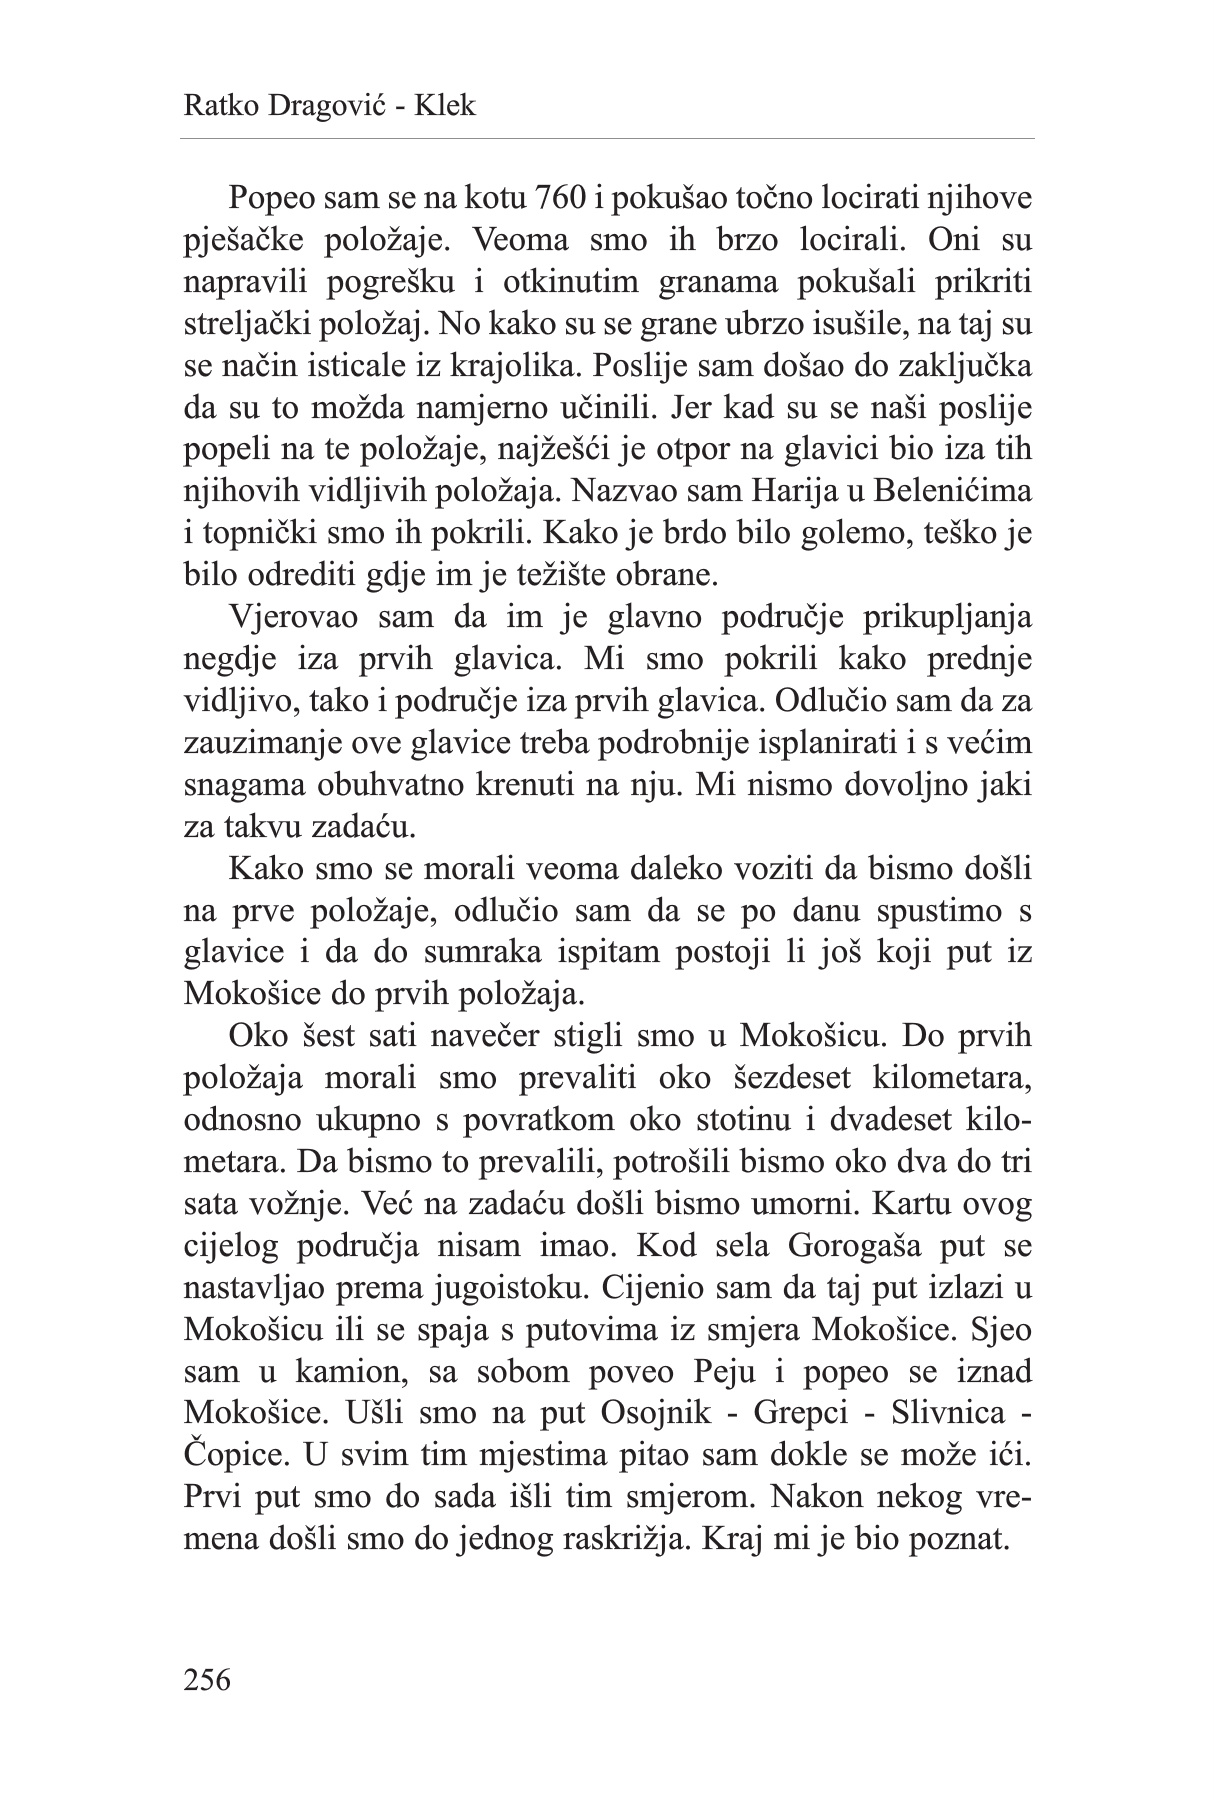 Ratko Dragović - Klek
Popeo sam se na kotu 760 i pokušao točno locirati njihove
pješačke položaje. Veoma smo ih brzo locirali. Oni su
napravili pogrešku i otkinutim granama pokušali prikriti
streljački položaj. No kako su se grane ubrzo isušile, na taj su
se način isticale iz krajolika. Poslije sam došao do zaključka
da su to možda namjerno učinili. Jer kad su se naši poslije
popeli na te položaje, najžešći je otpor na glavici bio iza tih
njihovih vidljivih položaja. Nazvao sam Harija u Belenićima
i topnički smo ih pokrili. Kako je brdo bilo golemo, teško je
bilo odrediti gdje im je težište obrane.
Vjerovao sam da im je glavno područje prikupljanja
negdje iza prvih glavica. Mi smo pokrili kako prednje
vidljivo, tako i područje iza prvih glavica. Odlučio sam da za
zauzimanje ove glavice treba podrobnije isplanirati i s većim
snagama obuhvatno krenuti na nju. Mi nismo dovoljno jaki
za takvu zadaću.
Kako smo se morali veoma daleko voziti da bismo došli
na prve položaje, odlučio sam da se po danu spustimo s
glavice i da do sumraka ispitam postoji li još koji put iz
Mokošice do prvih položaja.
Oko šest sati navečer stigli smo u Mokošicu. Do prvih
položaja morali smo prevaliti oko šezdeset kilometara,
odnosno ukupno s povratkom oko stotinu i dvadeset kilo-
metara. Da bismo to prevalili, potrošili bismo oko dva do tri
sata vožnje. Već na zadaću došli bismo umorni. Kartu ovog
cijelog područja nisam imao. Kod sela Gorogaša put se
nastavljao prema jugoistoku. Cijenio sam da taj put izlazi u
Mokošicu ili se spaja s putovima iz smjera Mokošice. Sjeo
sam u kamion, sa sobom poveo Peju i popeo se iznad
Mokošice. Ušli smo na put Osojnik - Grepci - Slivnica -
Čopice. U svim tim mjestima pitao sam dokle se može ići.
Prvi put smo do sada išli tim smjerom. Nakon nekog vre-
mena došli smo do jednog raskrižja. Kraj mi je bio poznat.
256